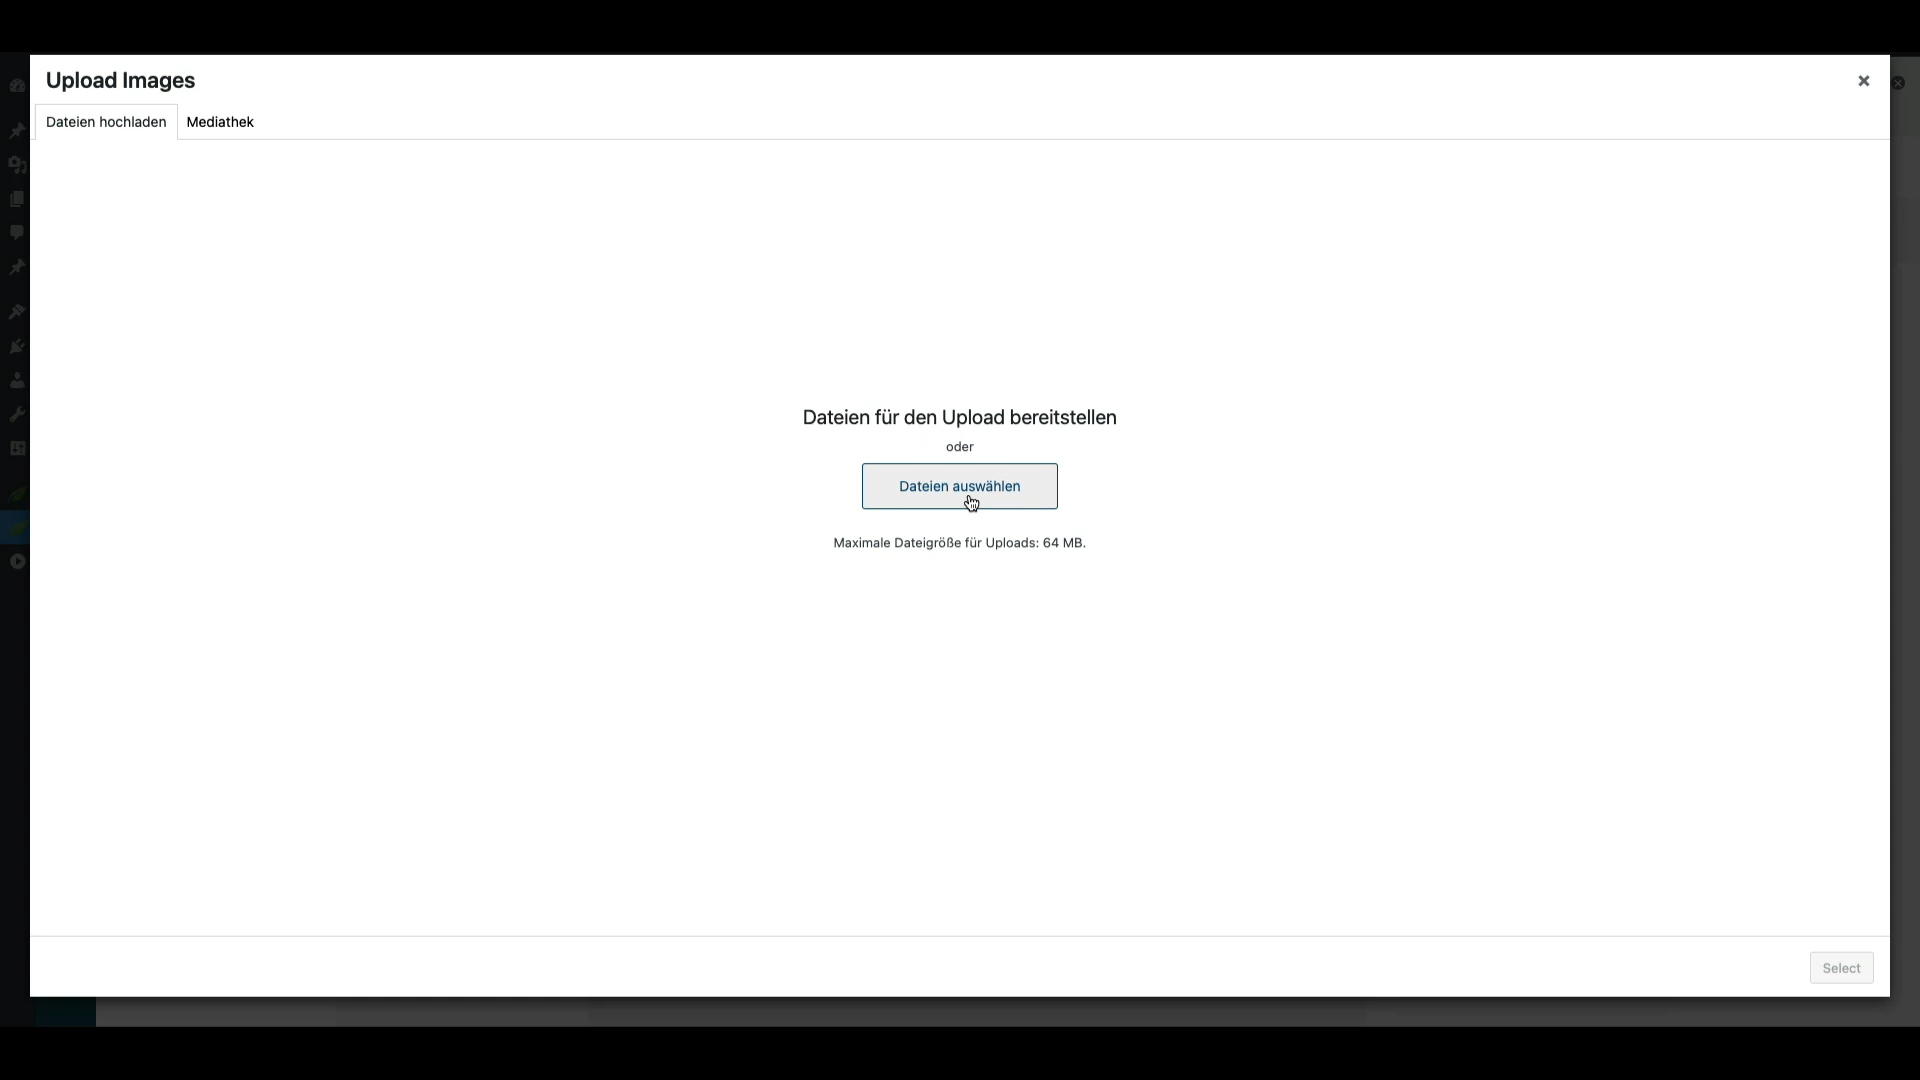 Upload Images
Dateien hochladen
Mediathek
Dateien für den Upload bereitstellen
oder
Dateien auswählen
Maximale Dateigröße für Uploads: 64 MB.
Select